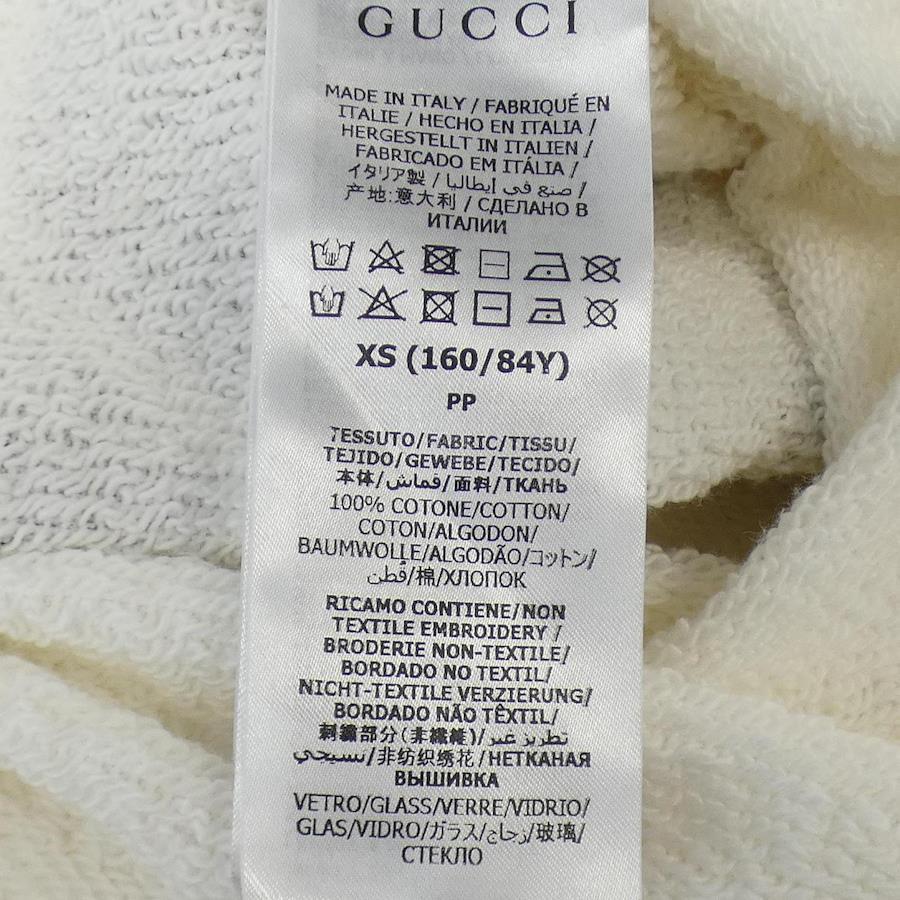 GUCCI
MADE IN ITALY / FABRIQUÉ EN
ITALIE / HECHO EN ITALIA /
HERGESTELLT IN ITALIEN /
FABRICADO EM ITÁLIA /
イタリア製 / صنع في إيطاليا /
产地:意大利 / СДЕЛАНО В
ИТАЛИИ
XS (160/84Y)
PP
TESSUTO/FABRIC/TISSU/
TEJIDO/GEWEBE/TECIDO/
本体/قماش/面料/ТКАНЬ
100% COTONE/COTTON/
COTON/ALGODON/
BAUMWOLLE/ALGODÃO/コットン/
قُطن/棉/ХЛОПОК
RICAMO CONTIENE/NON
TEXTILE EMBROIDERY /
BRODERIE NON-TEXTILE/
BORDADO NO TEXTIL/
NICHT-TEXTILE VERZIERUNG/
BORDADO NÃO TÊXTIL/
刺繍部分(非繊維)/تطريز غير
نسيجي/非纺织绣花/НЕТКАНАЯ
ВЫШИВКА
VETRO/GLASS/VERRE/VIDRIO/
GLAS/VIDRO/ガラス/زجاج/玻璃/
СТЕКЛО